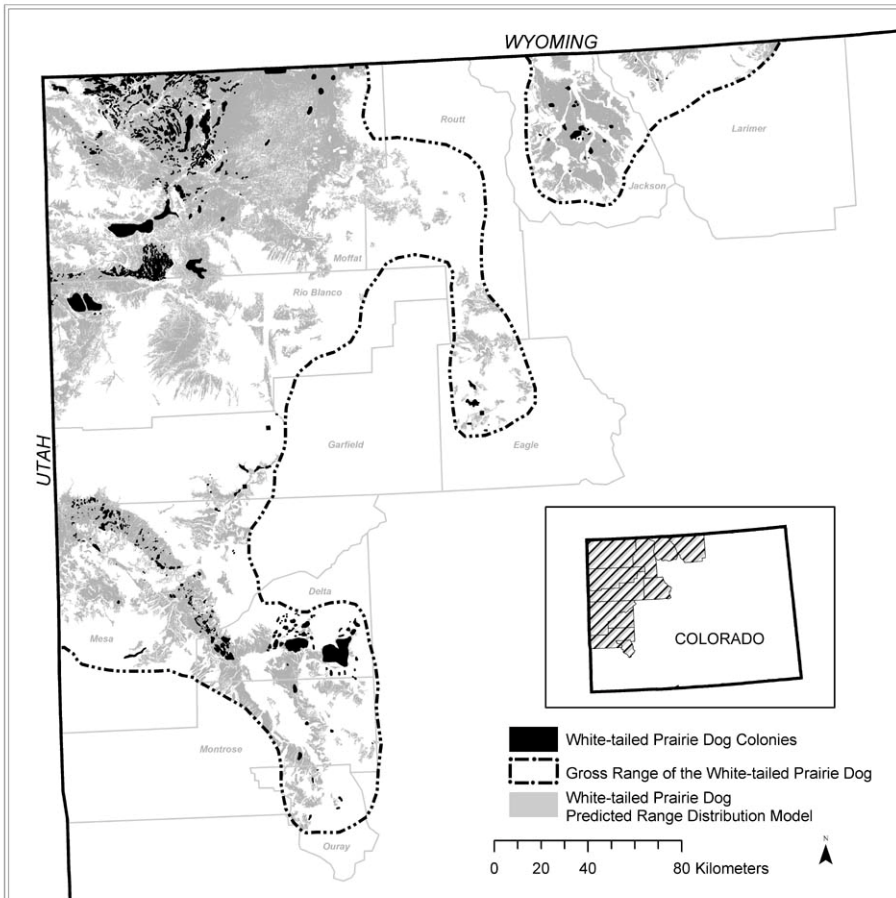 WYOMING
Routt
Larimer
Jackson
Moffat
Rio Blanco
UTAH
Garfield
Eagle
Delta
Mesa
COLORADO
Montrose
Ouray
White-tailed Prairie Dog Colonies
Gross Range of the White-tailed Prairie Dog
White-tailed Prairie Dog
Predicted Range Distribution Model
0 20 40 80 Kilometers
N